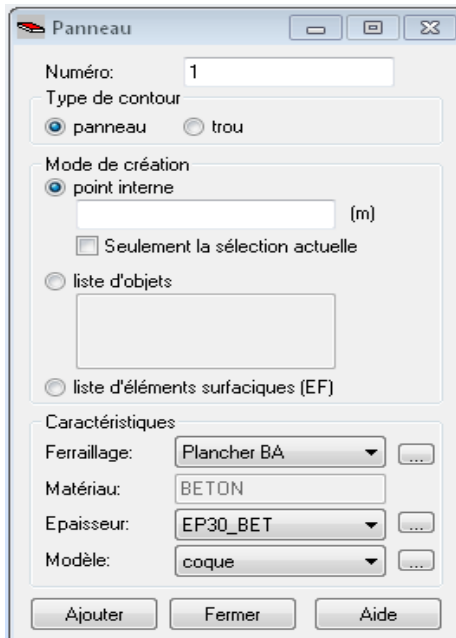 Panneau
Numéro: 1
Type de contour
panneau trou
Mode de création
point interne
(m)
Seulement la sélection actuelle
liste d'objets
liste d'éléments surfaciques (EF)
Caractéristiques
Ferraillage: Plancher BA ...
Matériau: BETON
Epaisseur: EP30_BET ...
Modèle: coque ...
Ajouter Fermer Aide